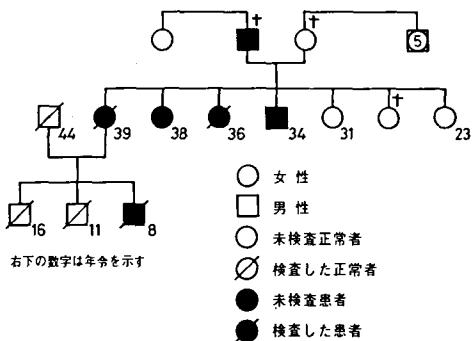 † †
5
†
44 39 38 36 34 31 23
16 11 8
右下の数字は年令を示す
女性
男性
未検査正常者
検査した正常者
未検査患者
検査した患者